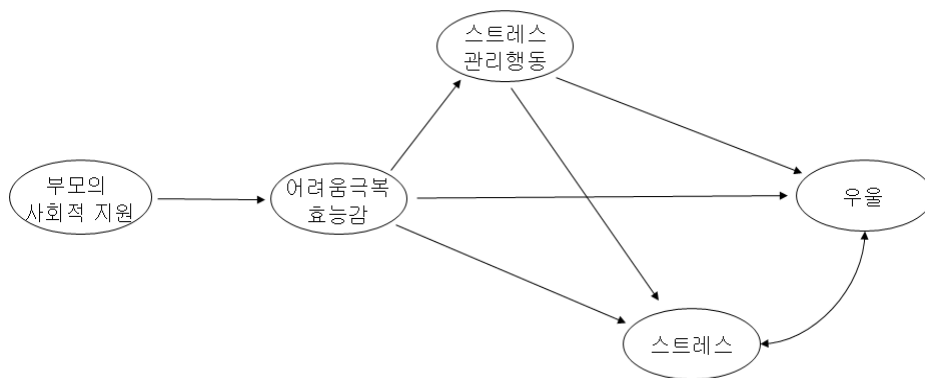 스트레스
관리행동
부모의
사회적 지원
어려움극복
효능감
우울
스트레스